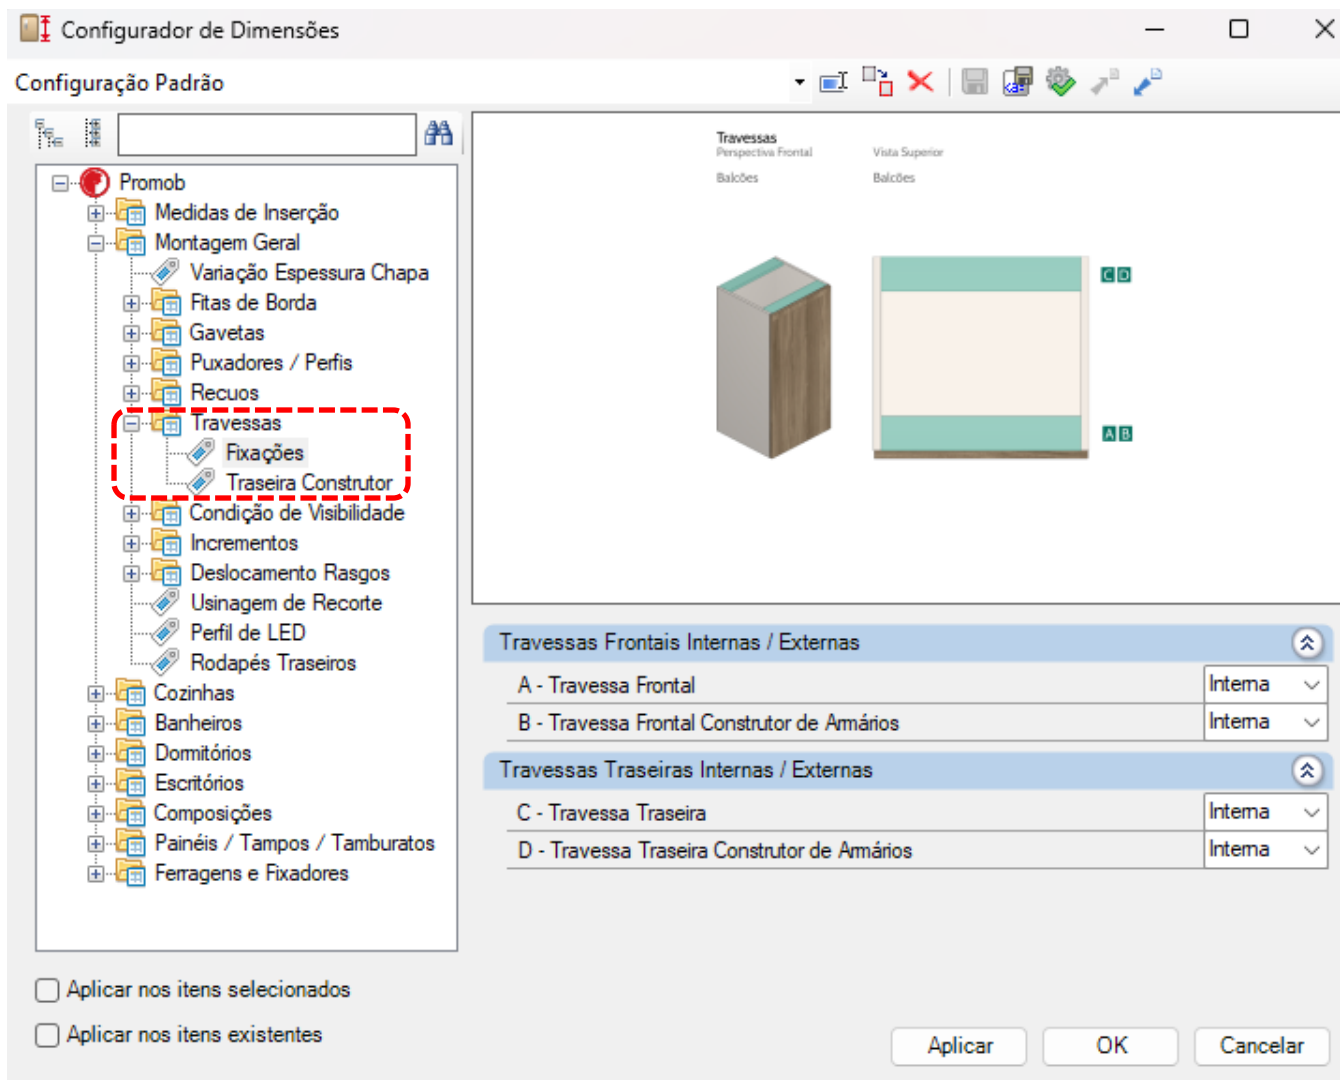 Configurador de Dimensões
Configuração Padrão
Promob
Medidas de Inserção
Montagem Geral
Variação Espessura Chapa
Fitas de Borda
Gavetas
Puxadores / Perfis
Recuos
Travessas
Fixações
Traseira Construtor
Condição de Visibilidade
Incrementos
Deslocamento Rasgos
Usinagem de Recorte
Perfil de LED
Rodapés Traseiros
Cozinhas
Banheiros
Dormitórios
Escritórios
Composições
Painéis / Tampos / Tamburatos
Ferragens e Fixadores
Travessas
Perspectiva Frontal Vista Superior
Balcões Balcões
C D
A B
Travessas Frontais Internas / Externas
A - Travessa Frontal Interna
B - Travessa Frontal Construtor de Armários Interna
Travessas Traseiras Internas / Externas
C - Travessa Traseira Interna
D - Travessa Traseira Construtor de Armários Interna
Aplicar nos itens selecionados
Aplicar nos itens existentes
Aplicar OK Cancelar